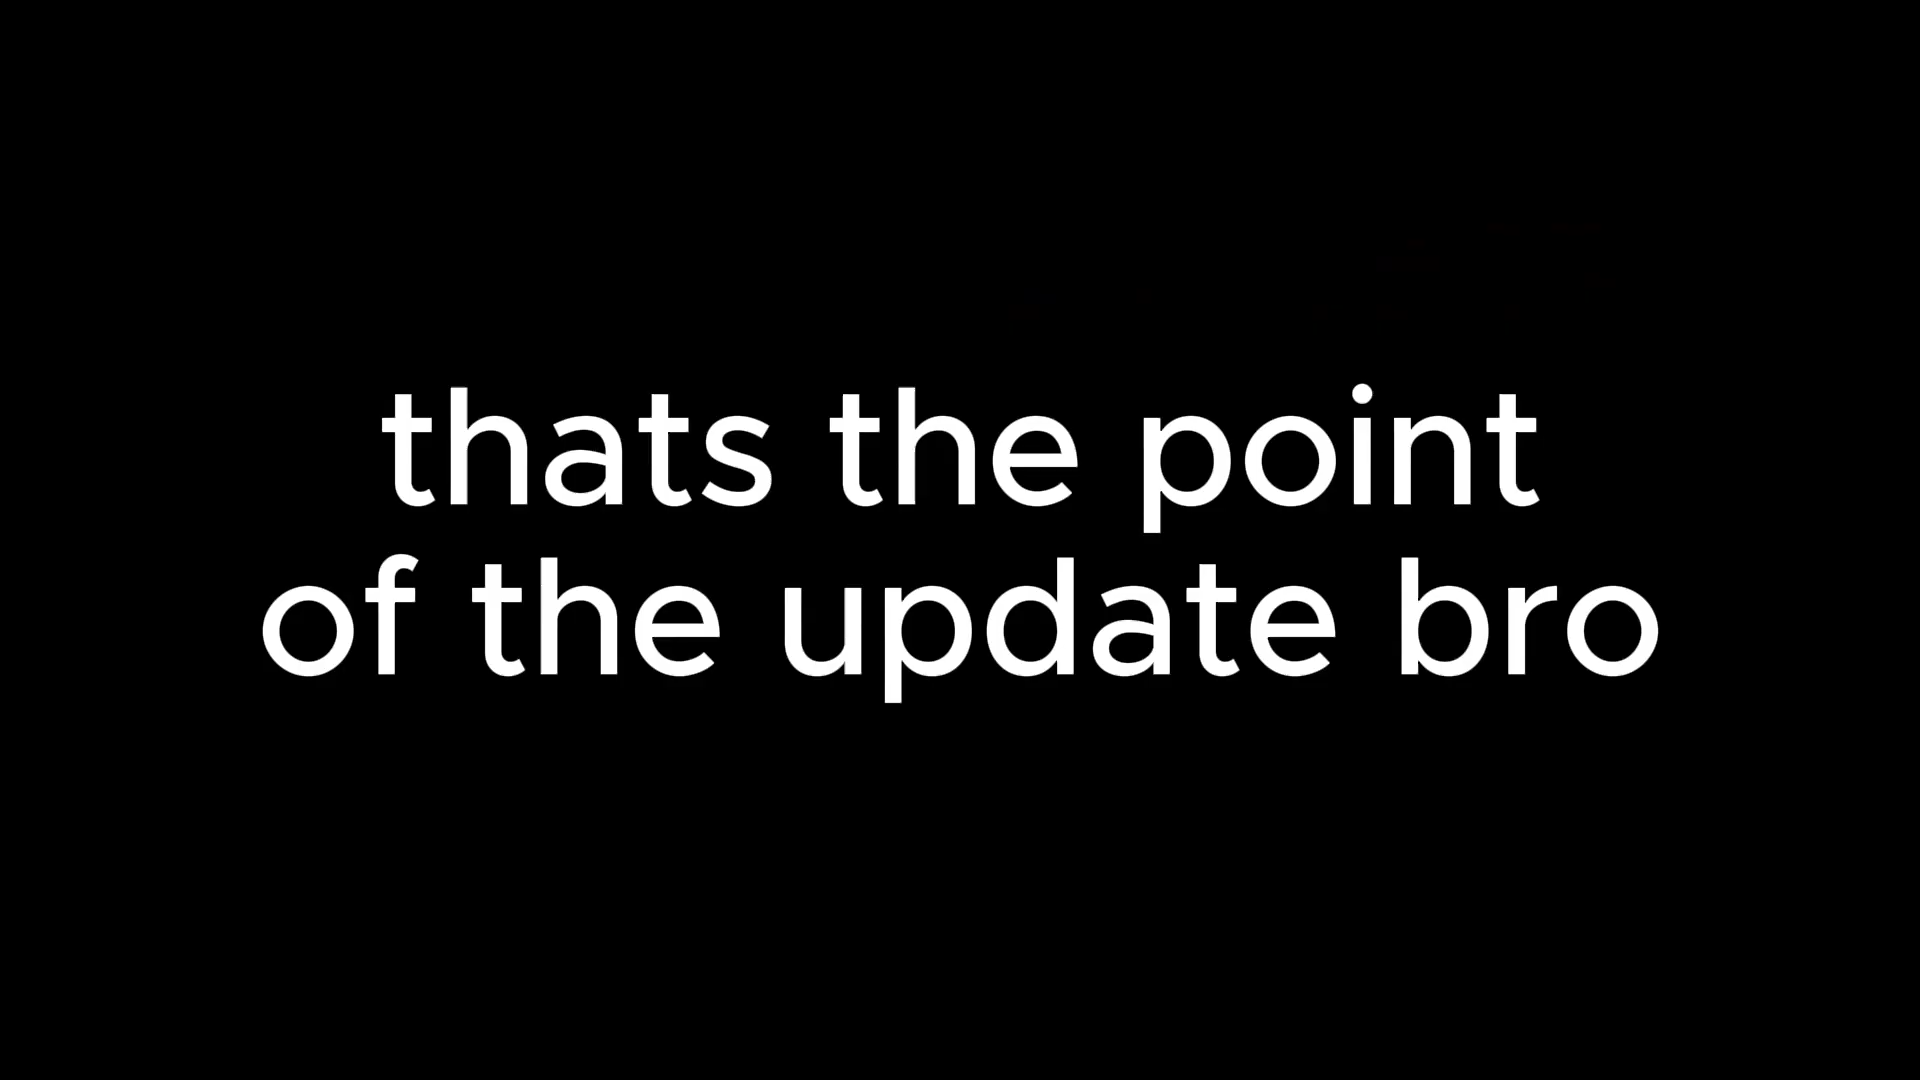 thats the point
of the update bro